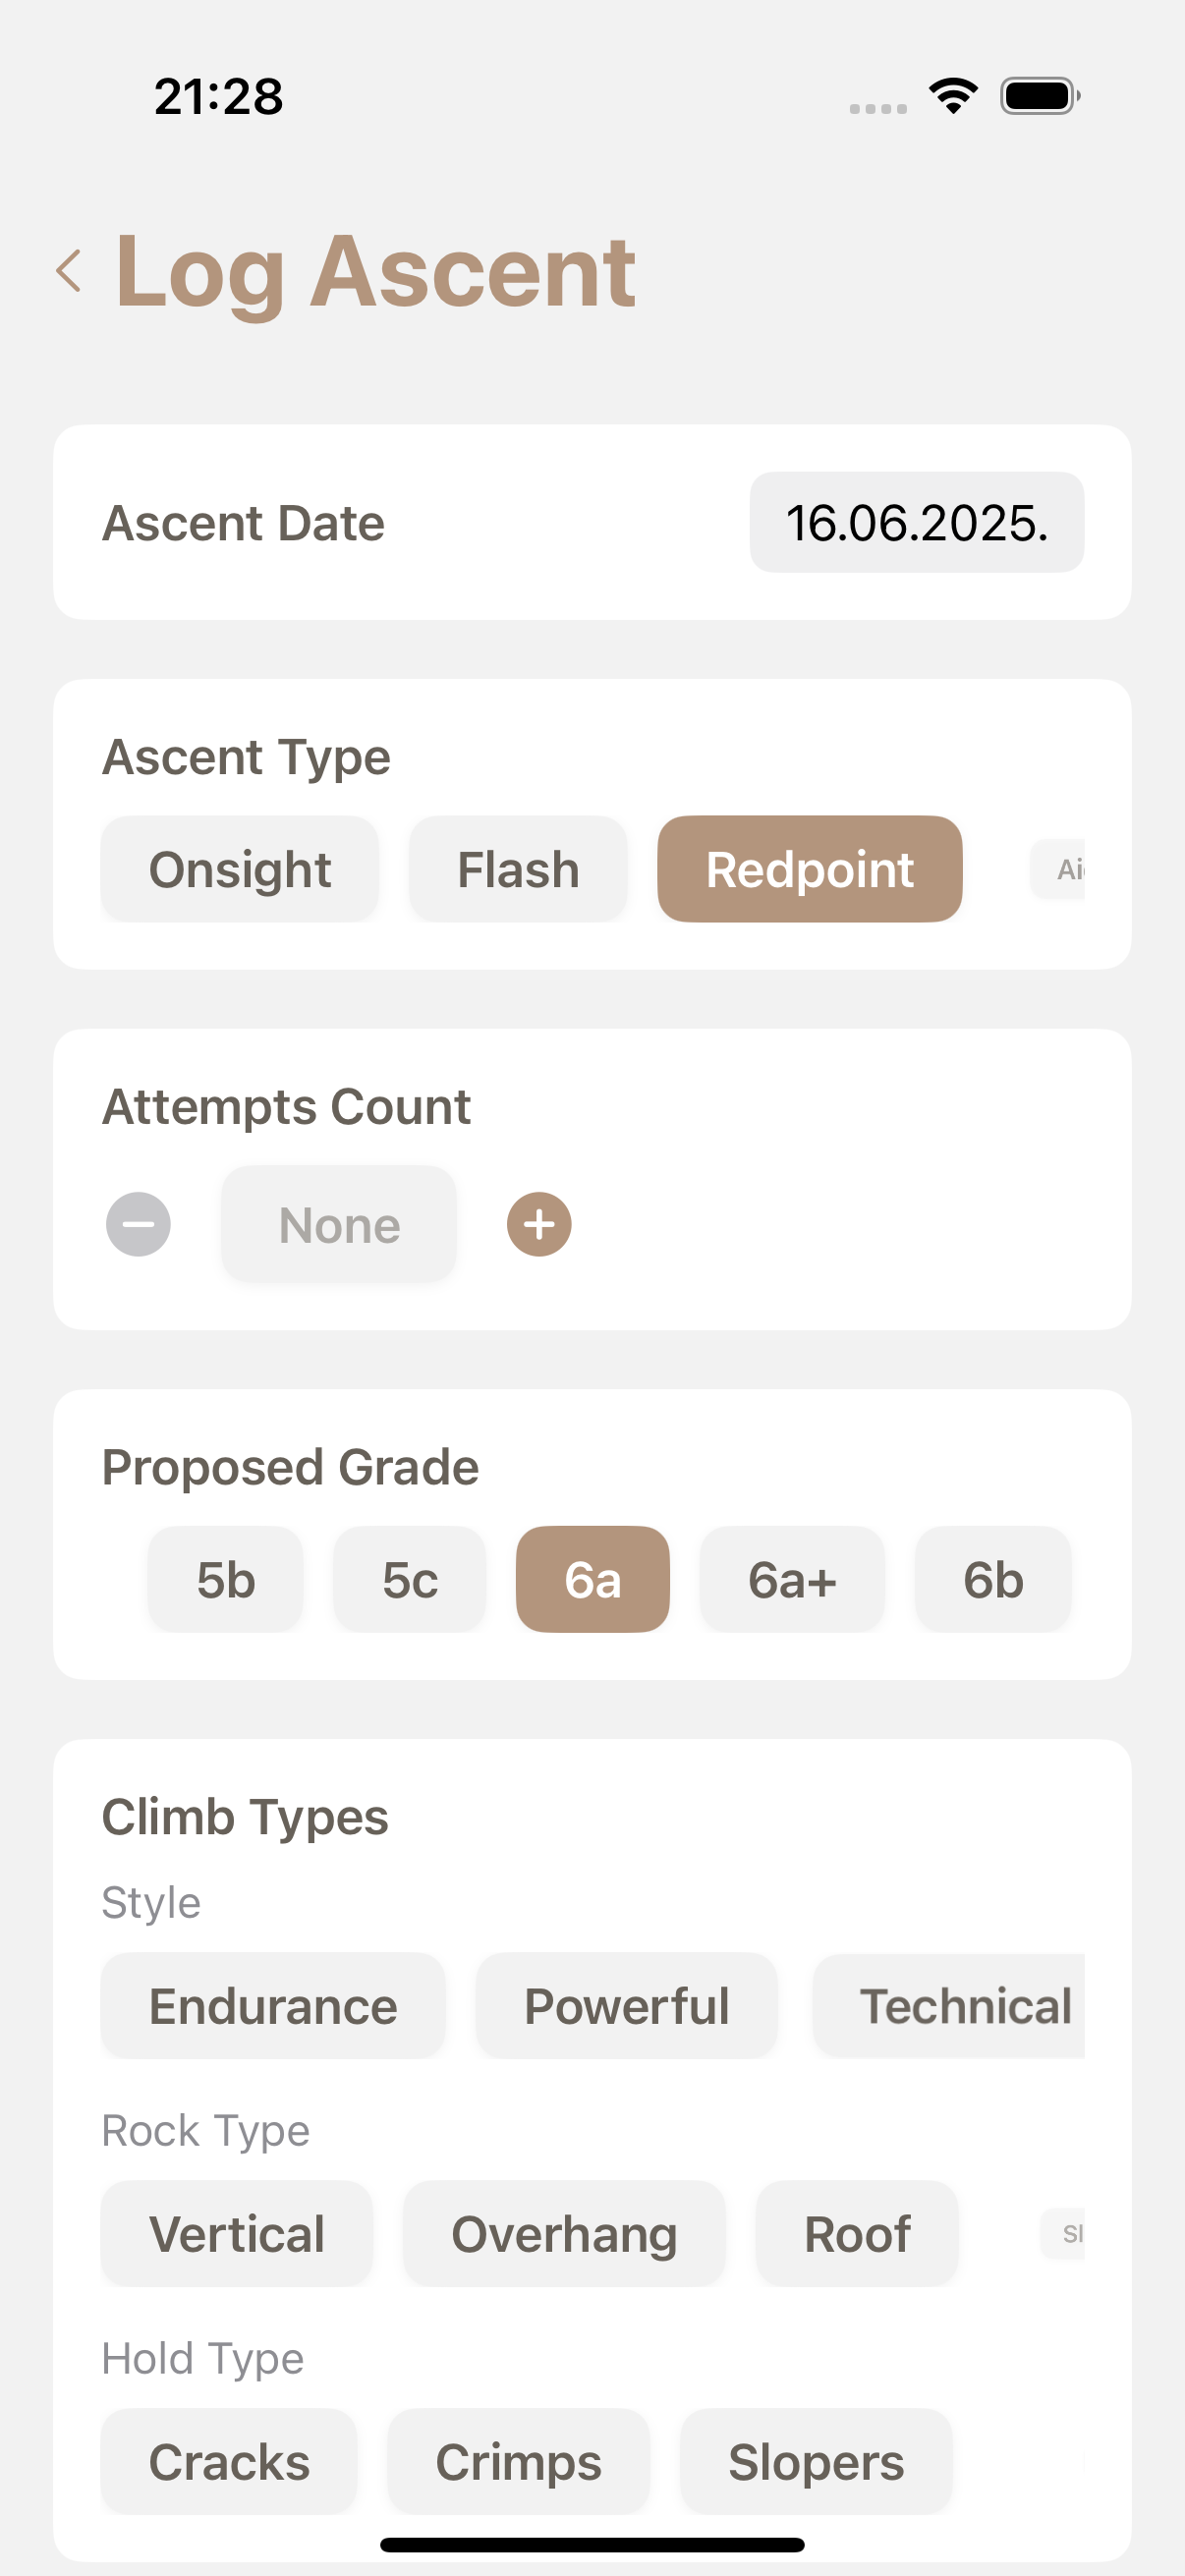 21:28
Log Ascent
Ascent Date 16.06.2025.
Ascent Type
Onsight Flash Redpoint
Attempts Count
None
Proposed Grade
5b 5c 6a 6a+ 6b
Climb Types
Style
Endurance Powerful Technical
Rock Type
Vertical Overhang Roof
Hold Type
Cracks Crimps Slopers